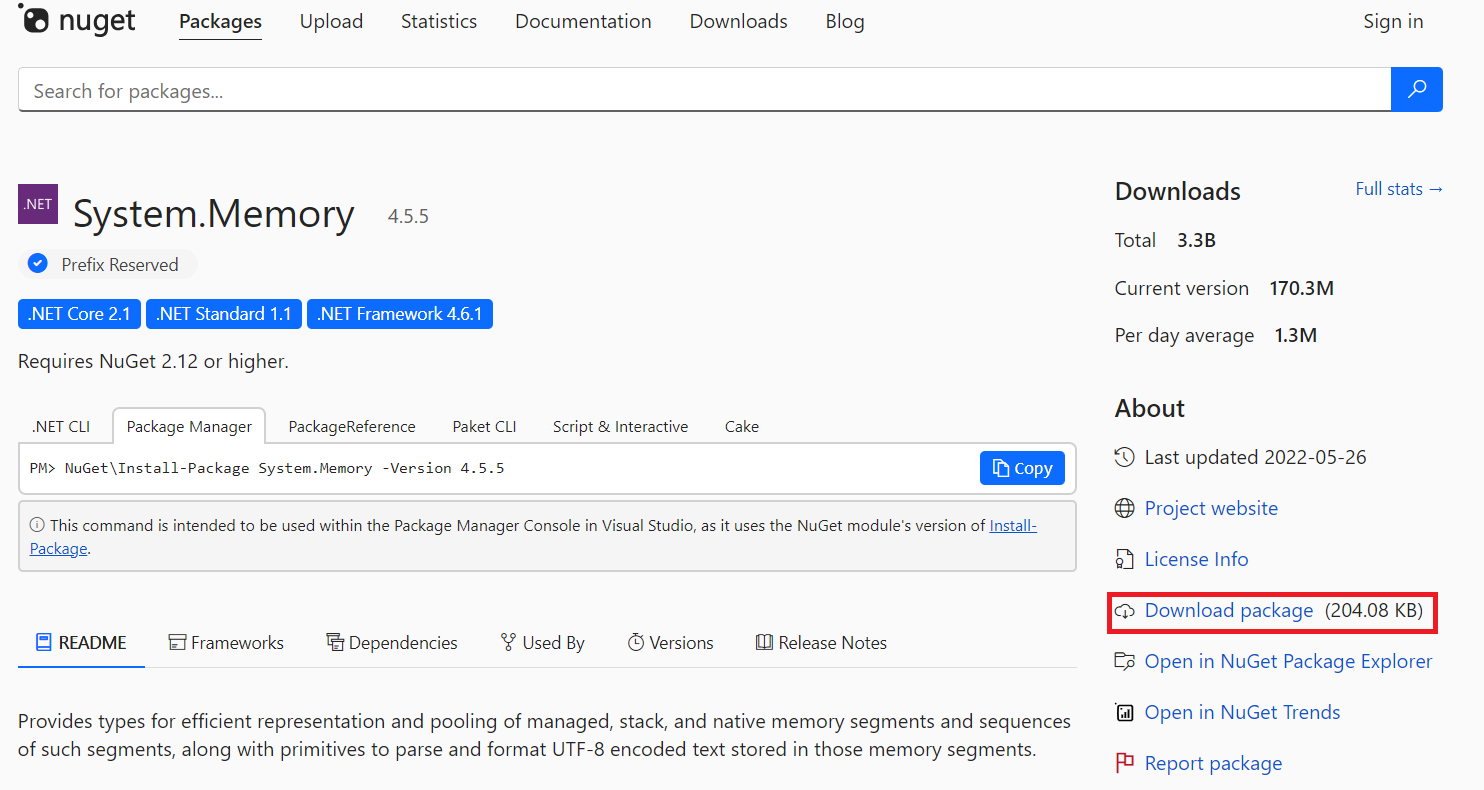 nuget Packages Upload Statistics Documentation Downloads Blog Sign in
Search for packages...
.NET System.Memory 4.5.5
Prefix Reserved
.NET Core 2.1 .NET Standard 1.1 .NET Framework 4.6.1
Requires NuGet 2.12 or higher.
.NET CLI Package Manager PackageReference Paket CLI Script & Interactive Cake
PM> NuGet\Install-Package System.Memory -Version 4.5.5 Copy
This command is intended to be used within the Package Manager Console in Visual Studio, as it uses the NuGet module's version of Install-
Package.
README Frameworks Dependencies Used By Versions Release Notes
Provides types for efficient representation and pooling of managed, stack, and native memory segments and sequences
of such segments, along with primitives to parse and format UTF-8 encoded text stored in those memory segments.
Downloads Full stats →
Total 3.3B
Current version 170.3M
Per day average 1.3M
About
Last updated 2022-05-26
Project website
License Info
Download package (204.08 KB)
Open in NuGet Package Explorer
Open in NuGet Trends
Report package